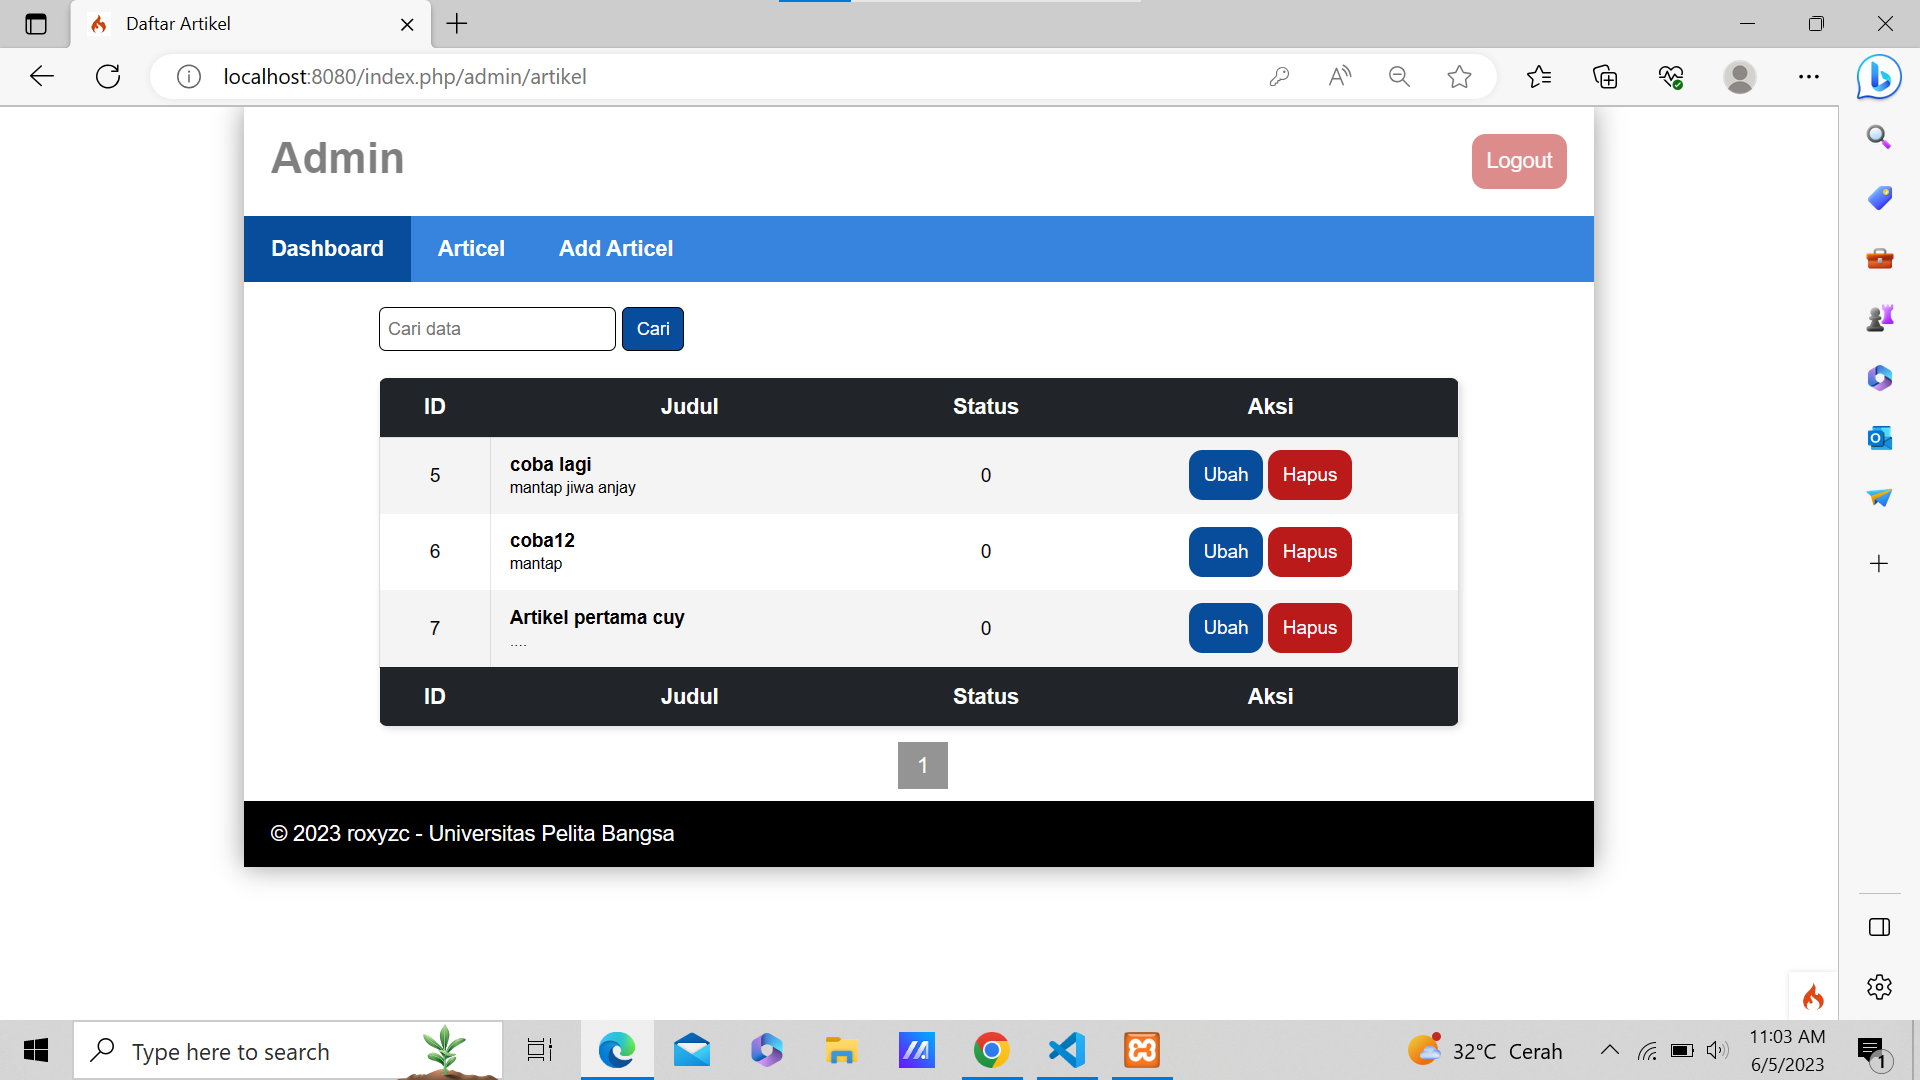 Daftar Artikel
localhost:8080/index.php/admin/artikel
Admin
Logout
Dashboard Articel Add Articel
Cari data Cari
ID Judul Status Aksi
5 coba lagi 0 Ubah Hapus
mantap jiwa anjay
6 coba12 0 Ubah Hapus
mantap
7 Artikel pertama cuy 0 Ubah Hapus
....
ID Judul Status Aksi
1
© 2023 roxyzc - Universitas Pelita Bangsa
Type here to search
32°C Cerah
11:03 AM
6/5/2023
1